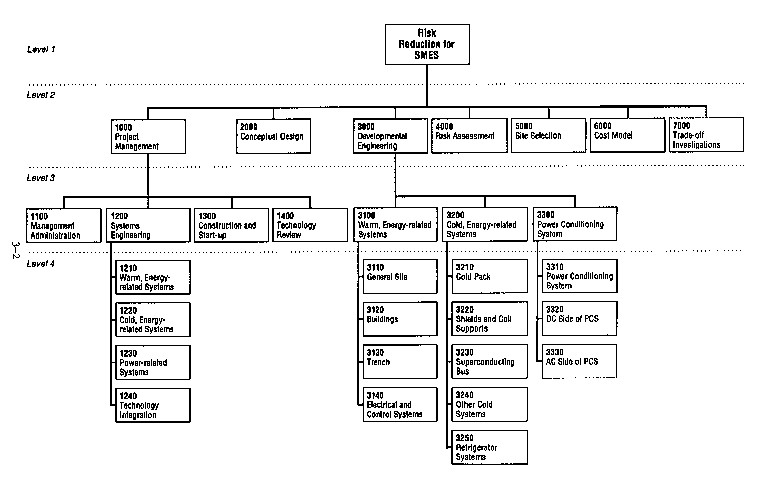 Risk
Reduction for
SMES
Level 1
Level 2
1000
Project
Management
2000
Conceptual Design
3000
Developmental
Engineering
4000
Risk Assessment
5000
Site Selection
6000
Cost Model
7000
Trade-off
Investigations
Level 3
1100
Management
Administration
1200
Systems
Engineering
1300
Construction and
Start-up
1400
Technology
Review
3100
Warm, Energy-related
Systems
3200
Cold, Energy-related
Systems
3300
Power Conditioning
System
3-2
Level 4
1210
Warm, Energy-
related Systems
1220
Cold, Energy-
related Systems
1230
Power-related
Systems
1240
Technology
Integration
3110
General Site
3120
Buildings
3130
Trench
3140
Electrical and
Control Systems
3210
Cold Pack
3220
Shields and Coil
Supports
3230
Superconducting
Bus
3240
Other Cold
Systems
3250
Refrigerator
Systems
3310
Power Conditioning
System
3320
DC Side of PCS
3330
AC Side of PCS